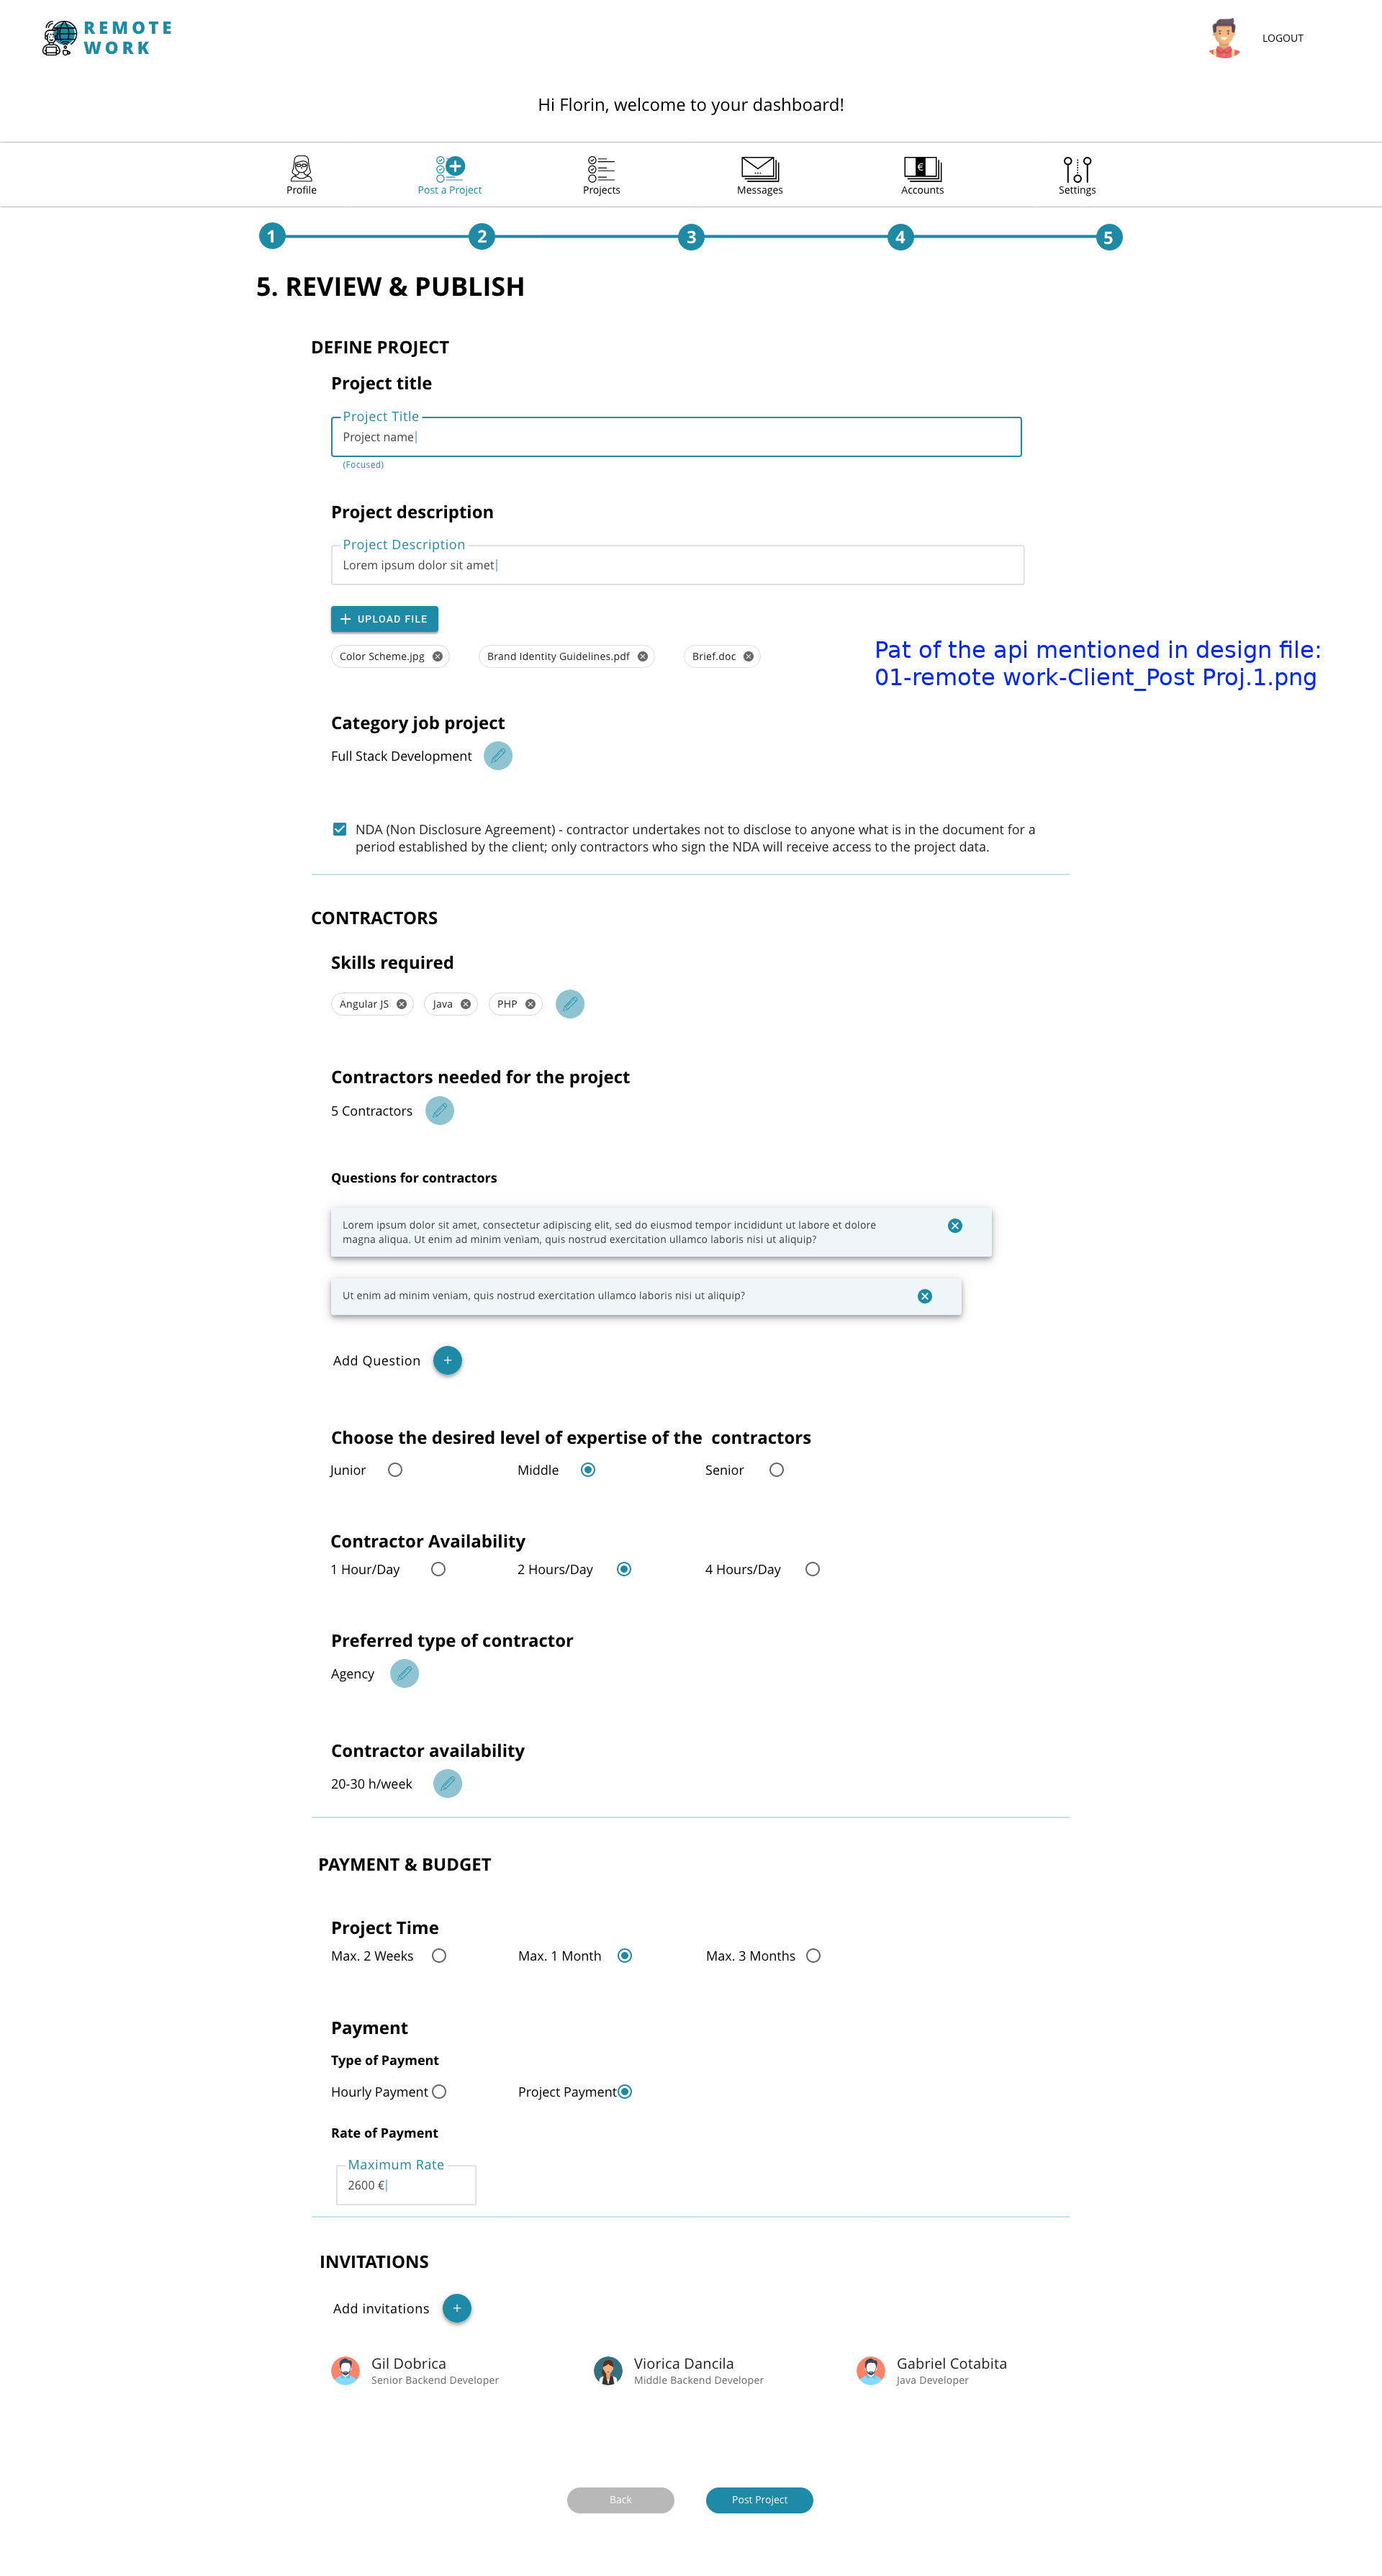 REMOTE
WORK
LOGOUT
Hi Florin, welcome to your dashboard!
Profile
Post a Project
Projects
Messages
€
Accounts
Settings
1 2 3 4 5
5. REVIEW & PUBLISH
DEFINE PROJECT
Project title
Project Title
Project name
(Focused)
Project description
Project Description
Lorem ipsum dolor sit amet
UPLOAD FILE
Color Scheme.jpg Brand Identity Guidelines.pdf Brief.doc
Pat of the api mentioned in design file:
01-remote work-Client_Post Proj.1.png
Category job project
Full Stack Development
NDA (Non Disclosure Agreement) - contractor undertakes not to disclose to anyone what is in the document for a
period established by the client; only contractors who sign the NDA will receive access to the project data.
CONTRACTORS
Skills required
Angular JS Java PHP
Contractors needed for the project
5 Contractors
Questions for contractors
Lorem ipsum dolor sit amet, consectetur adipiscing elit, sed do eiusmod tempor incididunt ut labore et dolore
magna aliqua. Ut enim ad minim veniam, quis nostrud exercitation ullamco laboris nisi ut aliquip?
Ut enim ad minim veniam, quis nostrud exercitation ullamco laboris nisi ut aliquip?
Add Question +
Choose the desired level of expertise of the contractors
Junior Middle Senior
Contractor Availability
1 Hour/Day 2 Hours/Day 4 Hours/Day
Preferred type of contractor
Agency
Contractor availability
20-30 h/week
PAYMENT & BUDGET
Project Time
Max. 2 Weeks Max. 1 Month Max. 3 Months
Payment
Type of Payment
Hourly Payment Project Payment
Rate of Payment
Maximum Rate
2600 €
INVITATIONS
Add invitations +
Gil Dobrica
Senior Backend Developer
Viorica Dancila
Middle Backend Developer
Gabriel Cotabita
Java Developer
Back Post Project